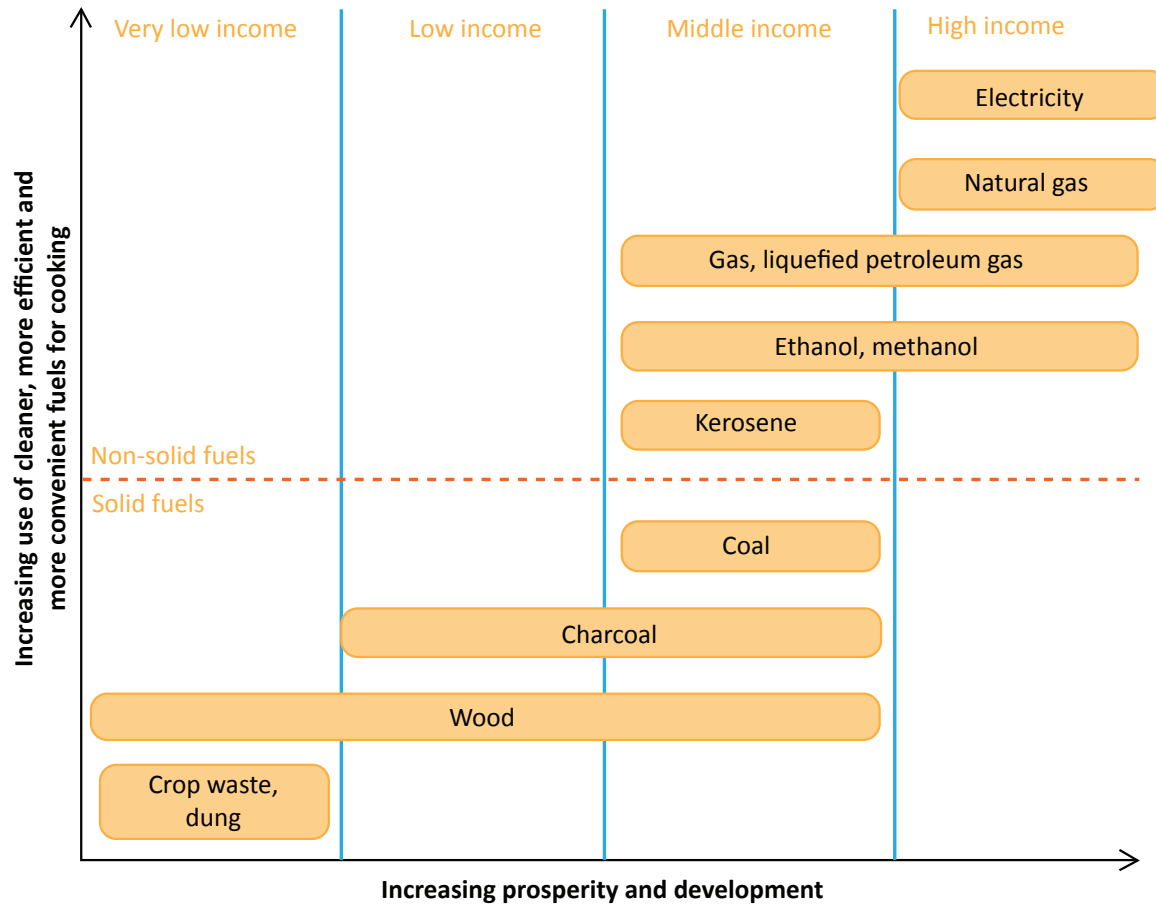 Very low income
Low income
Middle income
High income
Electricity
Natural gas
Gas, liquefied petroleum gas
Ethanol, methanol
Kerosene
Non-solid fuels
Solid fuels
Coal
Charcoal
Wood
Crop waste,
dung
Increasing use of cleaner, more efficient and
more convenient fuels for cooking
Increasing prosperity and development